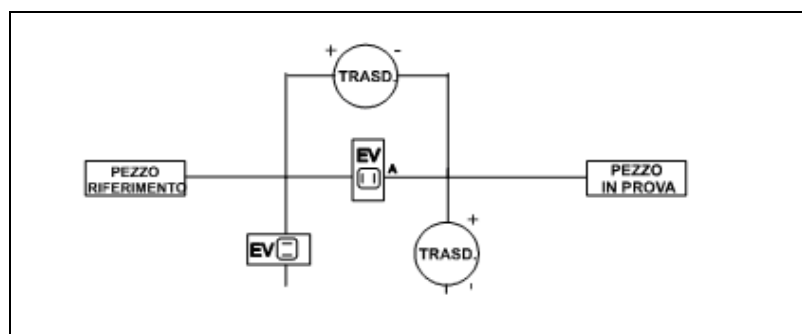 + -
TRASD.
EV
A
PEZZO
RIFERIMENTO
PEZZO
IN PROVA
+
EV
TRASD.
-